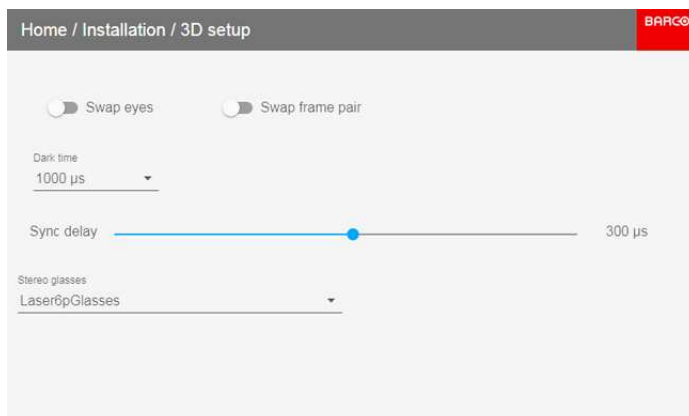 Home / Installation / 3D setup
BARCO
Swap eyes
Swap frame pair
Dark time
1000 µs
Sync delay
300 µs
Stereo glasses
Laser6pGlasses